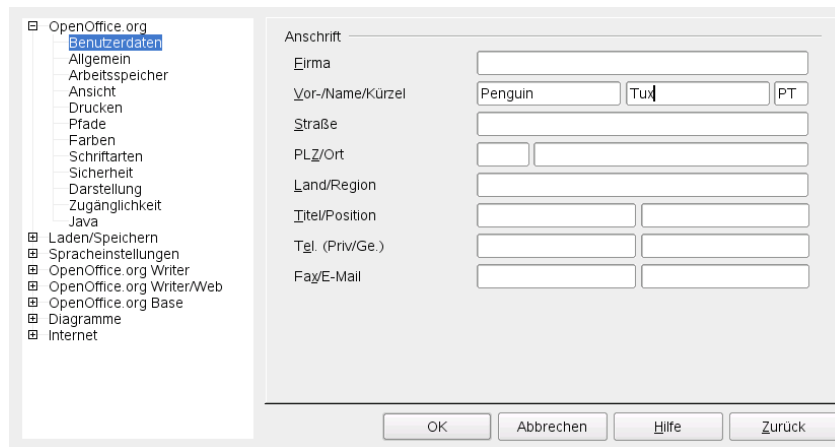 OpenOffice.org
Benutzerdaten
Allgemein
Arbeitsspeicher
Ansicht
Drucken
Pfade
Farben
Schriftarten
Sicherheit
Darstellung
Zugänglichkeit
Java
Laden/Speichern
Spracheinstellungen
OpenOffice.org Writer
OpenOffice.org Writer/Web
OpenOffice.org Base
Diagramme
Internet
Anschrift
Firma
Vor-/Name/Kürzel Penguin Tux PT
Straße
PLZ/Ort
Land/Region
Titel/Position
Tel. (Priv/Ge.)
Fax/E-Mail
OK Abbrechen Hilfe Zurück